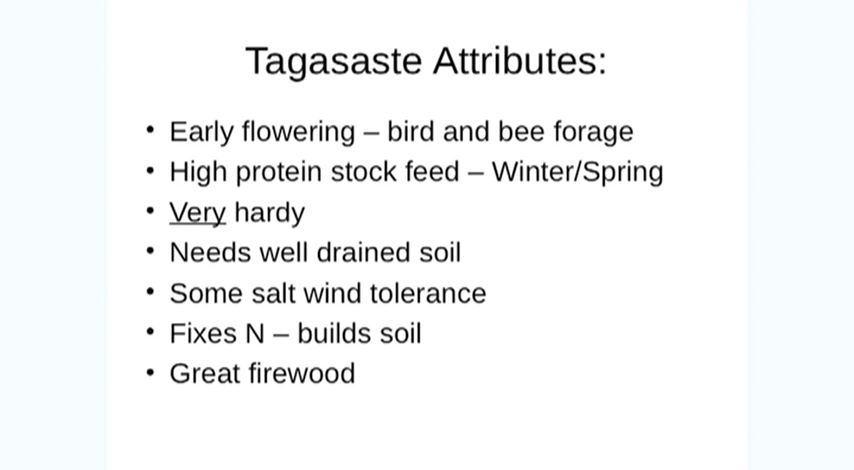 Tagasaste Attributes:
• Early flowering – bird and bee forage
• High protein stock feed – Winter/Spring
• Very hardy
• Needs well drained soil
• Some salt wind tolerance
• Fixes N – builds soil
• Great firewood